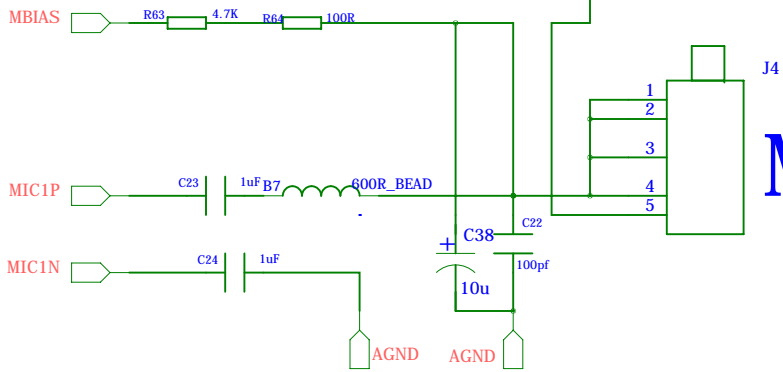 MBIAS
R63 4.7K R64 100R
J4
1
2
3
4
5
MIC1P
C23 1uF B7 600R_BEAD
C22
C38
+
100pf
10u
MIC1N
C24 1uF
AGND AGND